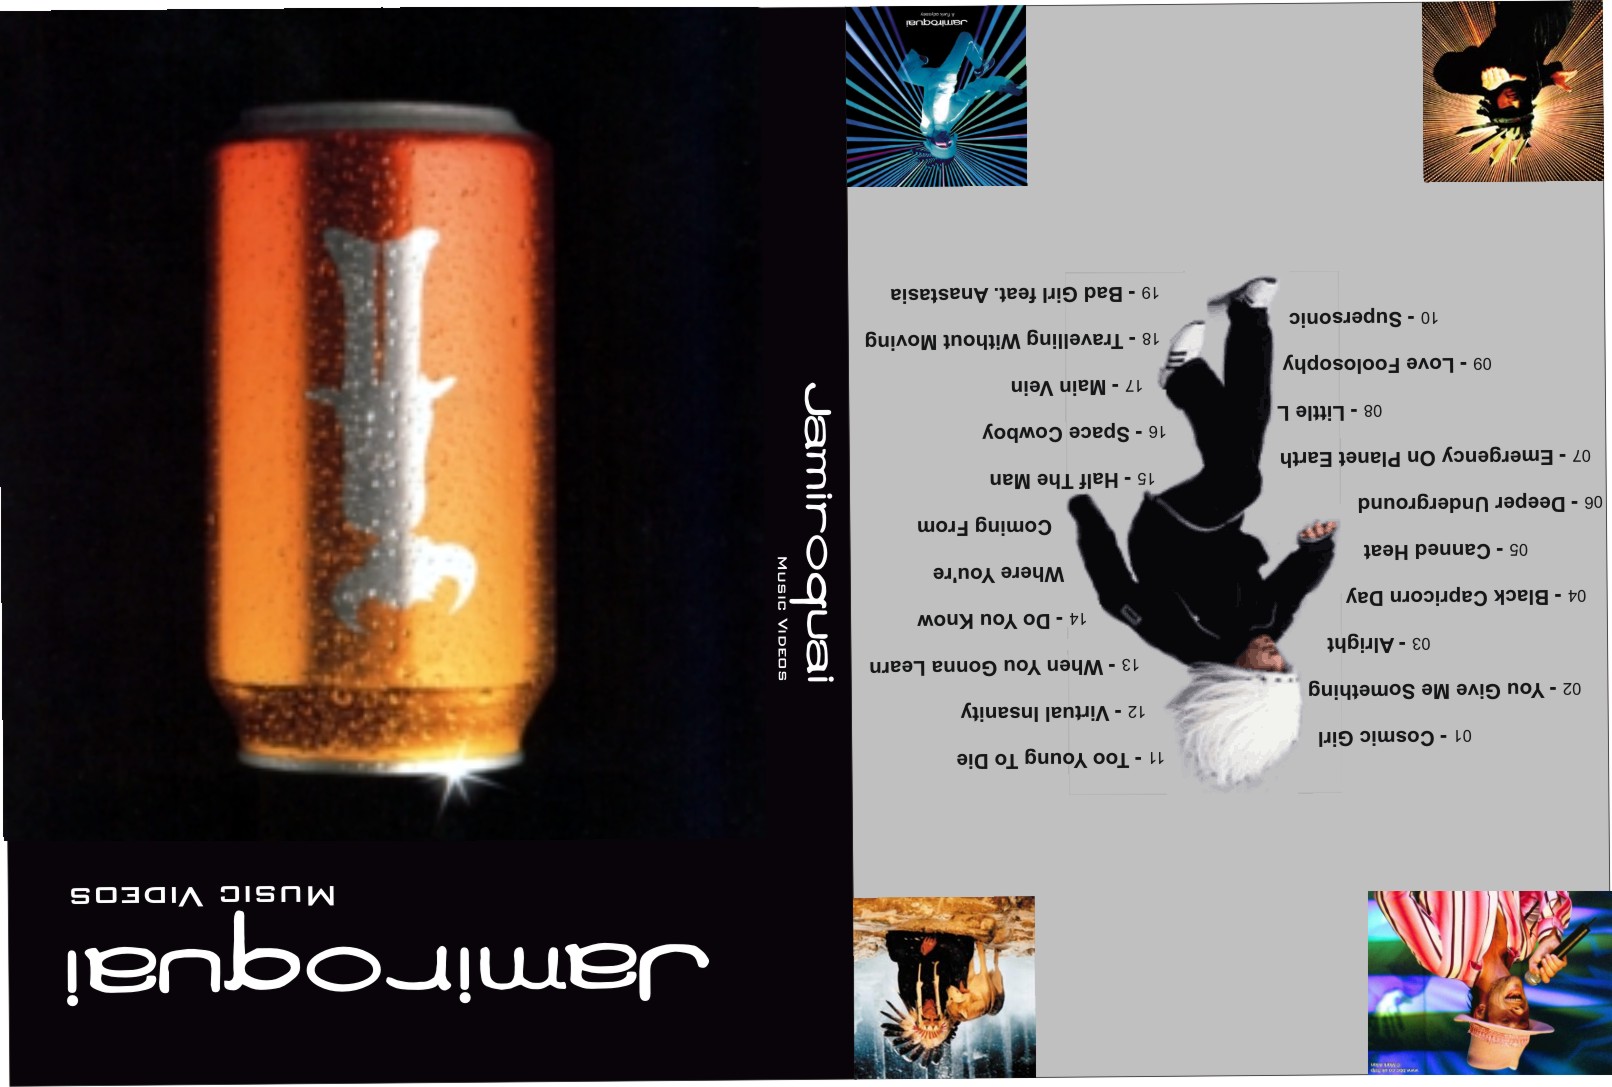 Jamiroquai
Music Videos
Jamiroquai
Music Videos
01 - Cosmic Girl
02 - You Give Me Something
03 - Alright
04 - Black Capricorn Day
05 - Canned Heat
06 - Deeper Underground
07 - Emergency On Planet Earth
08 - Little L
09 - Love Foolosophy
10 - Supersonic
11 - Too Young To Die
12 - Virtual Insanity
13 - When You Gonna Learn
14 - Do You Know
Where You're
Coming From
15 - Half The Man
16 - Space Cowboy
17 - Main Vein
18 - Travelling Without Moving
19 - Bad Girl feat. Anastasia
Jamiroquai
A Funk Odyssey